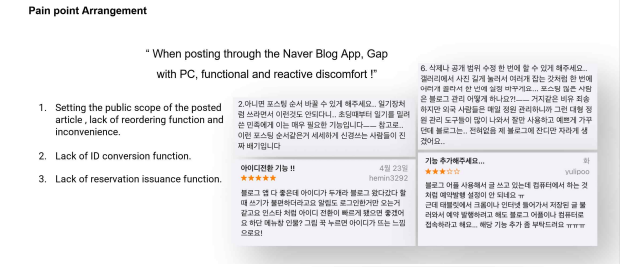 Pain point Arrangement
“ When posting through the Naver Blog App, Gap
with PC, functional and reactive discomfort !”
1. Setting the public scope of the posted
article , lack of reordering function and
inconvenience.
2. Lack of ID conversion function.
3. Lack of reservation issuance function.
2.아니면 포스팅 순서 바꿀 수 있게 해주세요.. 일기장처
럼 쓰라면서 이런것도 안되다니.. 초딩때부터 일기를 밀려
쓴 민족에게 이는 매우 필요한 기능입니다—— 참고로..
이런 포스팅 순서같은거 세세하게 신경쓰는 사람들이 진
짜 배기입니다
아이디전환 기능 !!
4월 23일
★★★★★
hemin3292
블로그 앱 다 좋은데 아이디가 두개라 블로그 왔다갔다 할
때 쓰기가 불편하더라고요 알림도 로그인한거만 오는거
같고요 인스타 처럼 아이디 전환이 빠르게 됐으면 좋겠어
요 하단 메뉴창 인물? 그림 꾹 누르면 아이디가 뜨는 느낌
으로요!
6. 삭제나 공개 범위 수정 한 번에 할 수 있게 해주세요..
갤러리에서 사진 길게 눌러서 여러개 잡는 것처럼 한 번에
여러개 골라서 한 번에 설정 바꾸게요... 포스팅 많은 사람
은 블로그 관리 어떻게 하나요?!—— 거지같은 비유 죄송
하지만 외국 사람들은 매일 정원 관리하니까 그런 대형 정
원 관리 도구들이 많이 나와서 잘만 사용하고 예쁘게 가꾸
던데 블로그는.. 전혀없음 제 블로그에 잔디만 자라게 생
겼어요..
기능 추가해주세요...
화
★★★☆☆
yulipoo
블로그 어플 사용해서 글 쓰고 있는데 컴퓨터에서 하는 것
처럼 예약발행 설정이 안 되네요 ㅠ
근데 태블릿에서 크롬이나 인터넷 들어가서 저장된 글 불
러와서 예약 발행하려고 해도 블로그 어플이나 컴퓨터로
접속하라고 해요... 해당 기능 추가 좀 부탁드려요 ㅠㅠㅠ